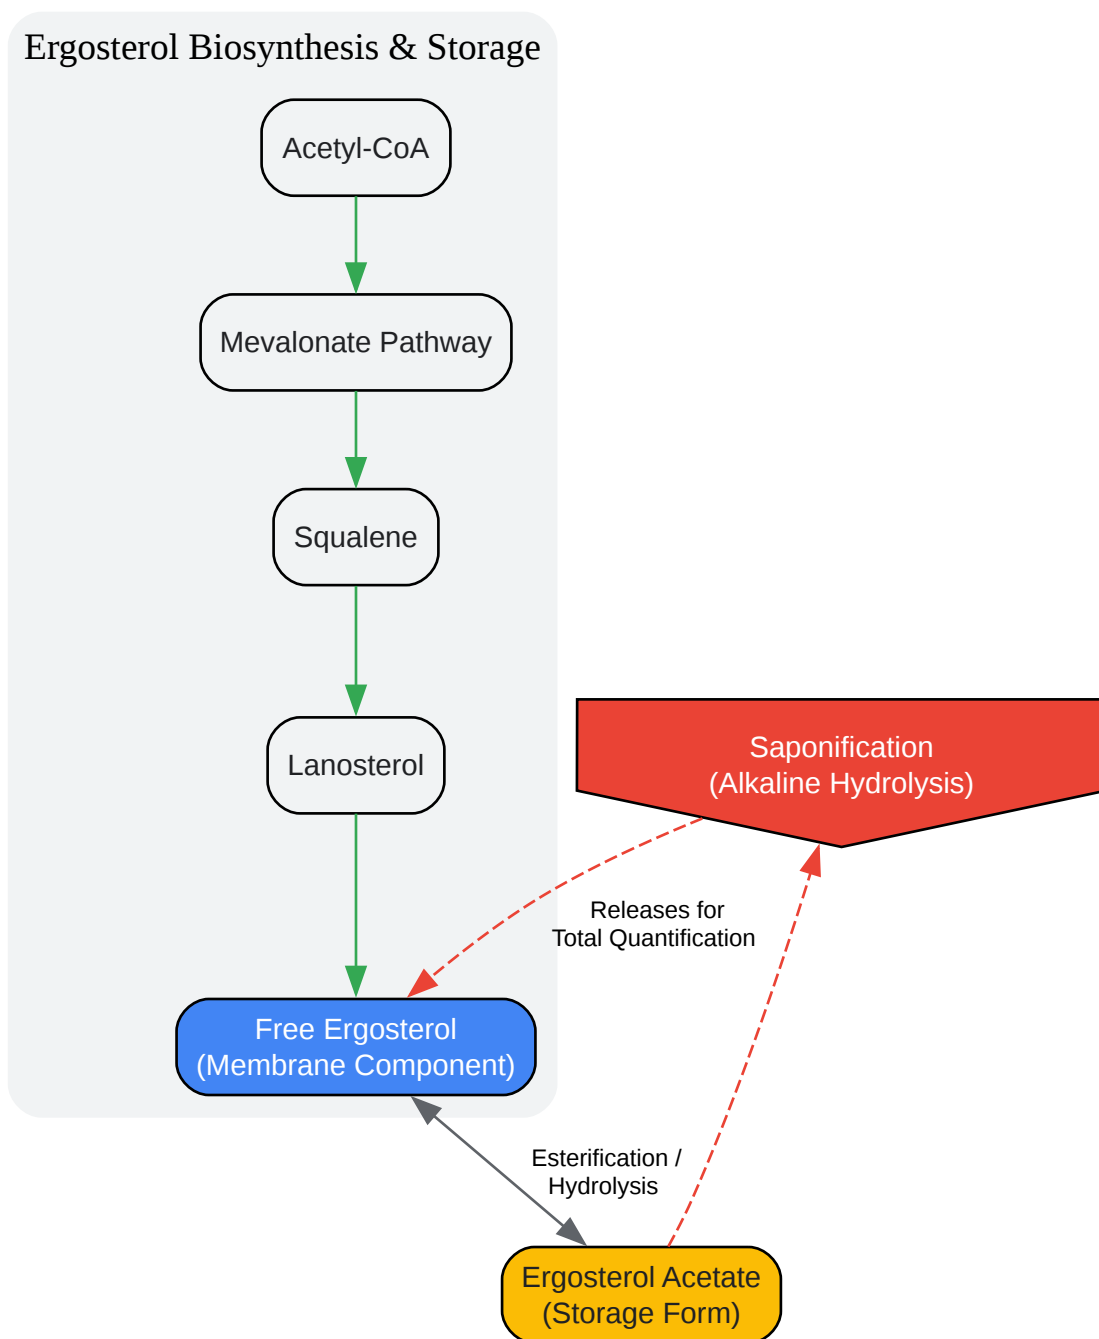 Ergosterol Biosynthesis & Storage
Acetyl-CoA
Mevalonate Pathway
Squalene
Lanosterol
Saponification
(Alkaline Hydrolysis)
Releases for
Total Quantification
Free Ergosterol
(Membrane Component)
Esterification /
Hydrolysis
Ergosterol Acetate
(Storage Form)